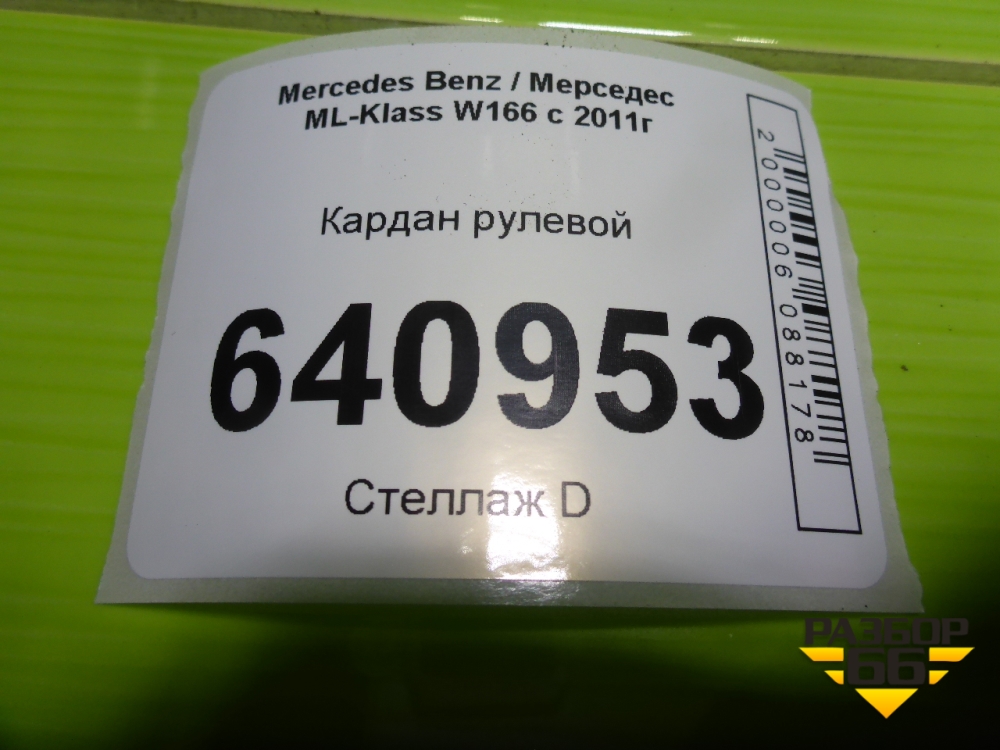 Mercedes Benz / Мерседес
ML-Klass W166 с 2011г
Кардан рулевой
640953
Стеллаж D
2000006088178
РАЗБОР
66